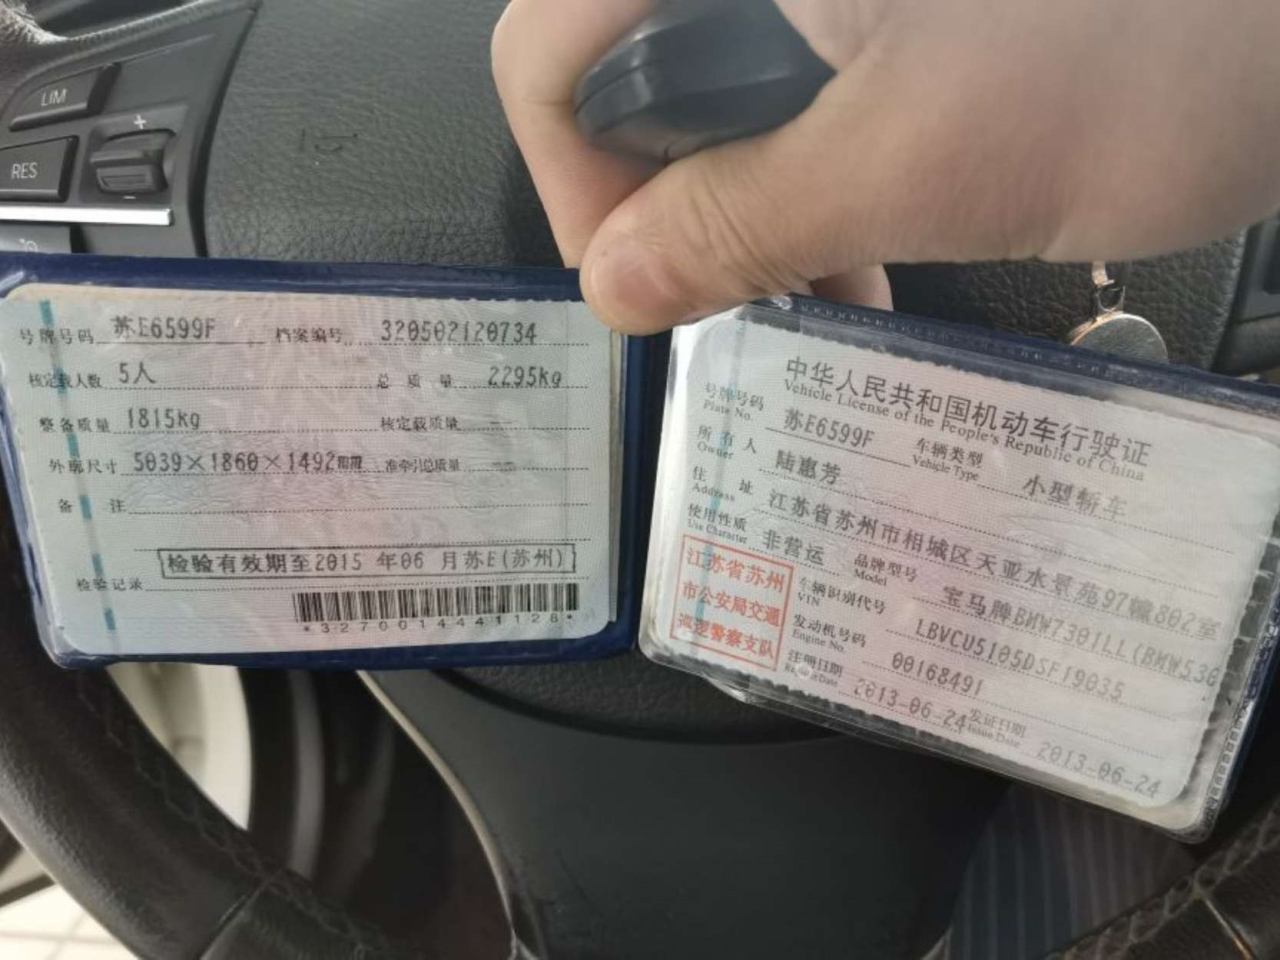 LIM
+
RES
−
号牌号码 苏E6599F 档案编号 320502120734
核定载人数 5人 总质量 2295kg
整备质量 1815kg 核定载质量 --
外廓尺寸 5039×1860×1492 准牵引总质量 --
备注
检验有效期至2015 年06 月苏E(苏州)
检验记录
*3270014441128*
中华人民共和国机动车行驶证
Vehicle License of the People's Republic of China
号牌号码 苏E6599F 车辆类型 小型轿车
Plate No. Vehicle Type
所有人 陆惠芳
Owner
住址 江苏省苏州市相城区天亚水景苑97幢802室
Address
使用性质 非营运 品牌型号 宝马牌BMW7301LL(BMW530
Use Character Model
江苏省苏州
市公安局交通
巡逻警察支队
车辆识别代号 LBVCU5105DSF19035
VIN
发动机号码 00168491
Engine No.
注册日期 2013-06-24 发证日期 2013-06-24
Register Date Issue Date